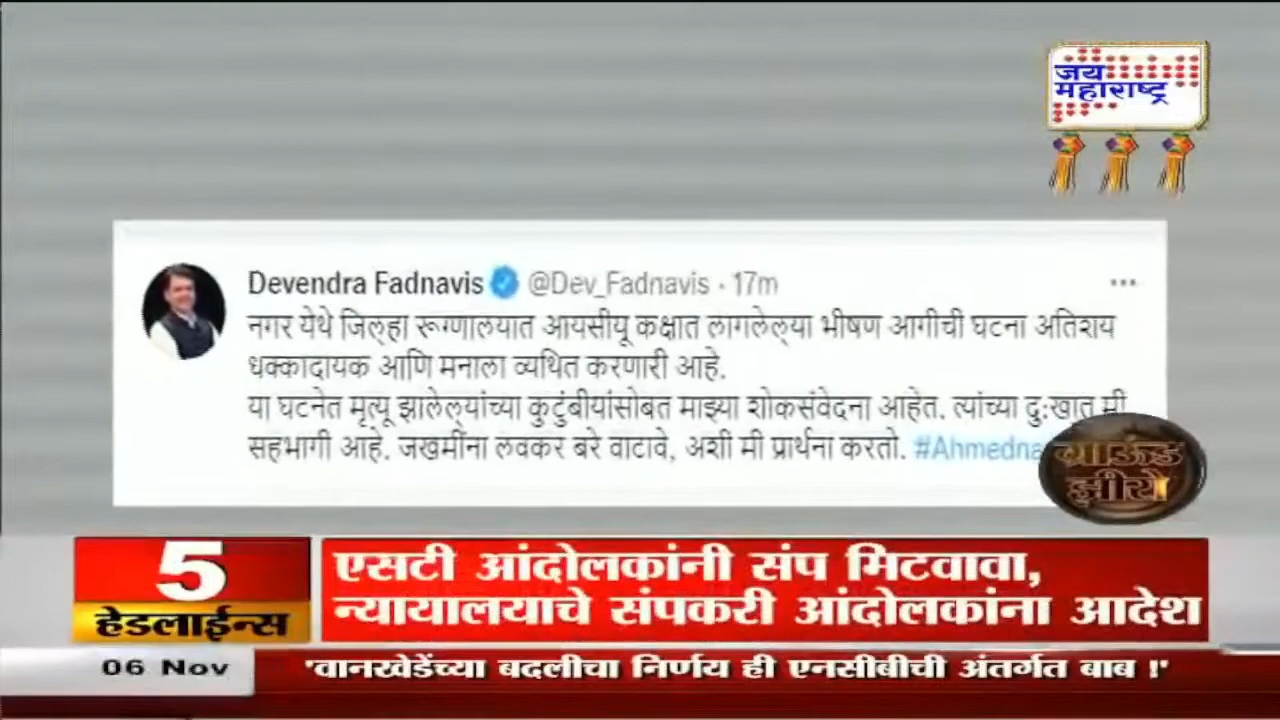 जय
महाराष्ट्र
Devendra Fadnavis @Dev_Fadnavis · 17m
नगर येथे जिल्हा रूग्णालयात आयसीयू कक्षात लागलेल्या भीषण आगीची घटना अतिशय
धक्कादायक आणि मनाला व्यथित करणारी आहे.
या घटनेत मृत्यू झालेल्यांच्या कुटुंबीयांसोबत माझ्या शोकसंवेदना आहेत. त्यांच्या दु:खात मी
सहभागी आहे. जखमींना लवकर बरे वाटावे, अशी मी प्रार्थना करतो. #Ahmedna
ग्राऊंड
झीरो
5
हेडलाईन्स
एसटी आंदोलकांनी संप मिटवावा,
न्यायालयाचे संपकरी आंदोलकांना आदेश
06 Nov
'वानखेडेंच्या बदलीचा निर्णय ही एनसीबीची अंतर्गत बाब !'